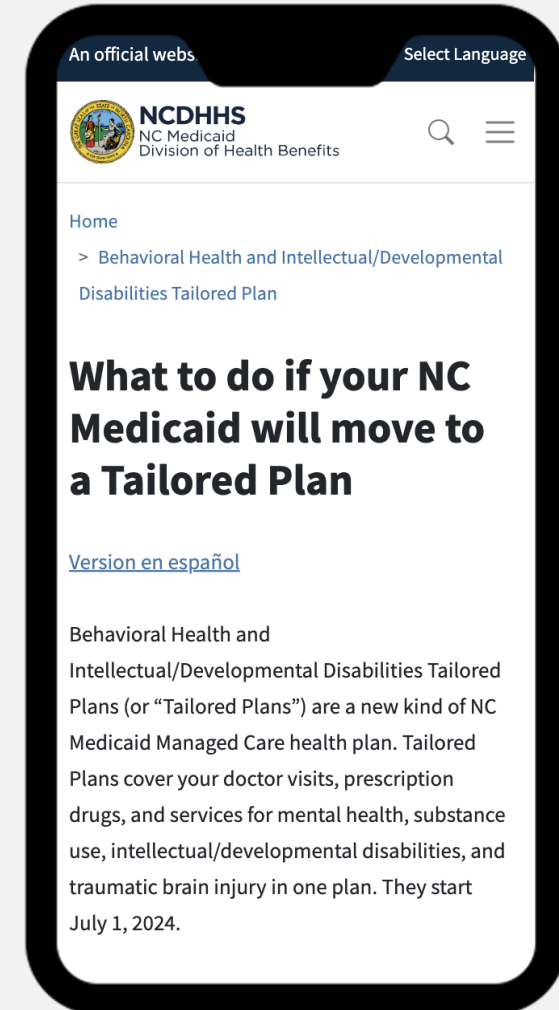 An official webs
Select Language
NCDHHS
NC Medicaid
Division of Health Benefits
Home
> Behavioral Health and Intellectual/Developmental
Disabilities Tailored Plan
What to do if your NC
Medicaid will move to
a Tailored Plan
Version en español
Behavioral Health and
Intellectual/Developmental Disabilities Tailored
Plans (or “Tailored Plans”) are a new kind of NC
Medicaid Managed Care health plan. Tailored
Plans cover your doctor visits, prescription
drugs, and services for mental health, substance
use, intellectual/developmental disabilities, and
traumatic brain injury in one plan. They start
July 1, 2024.